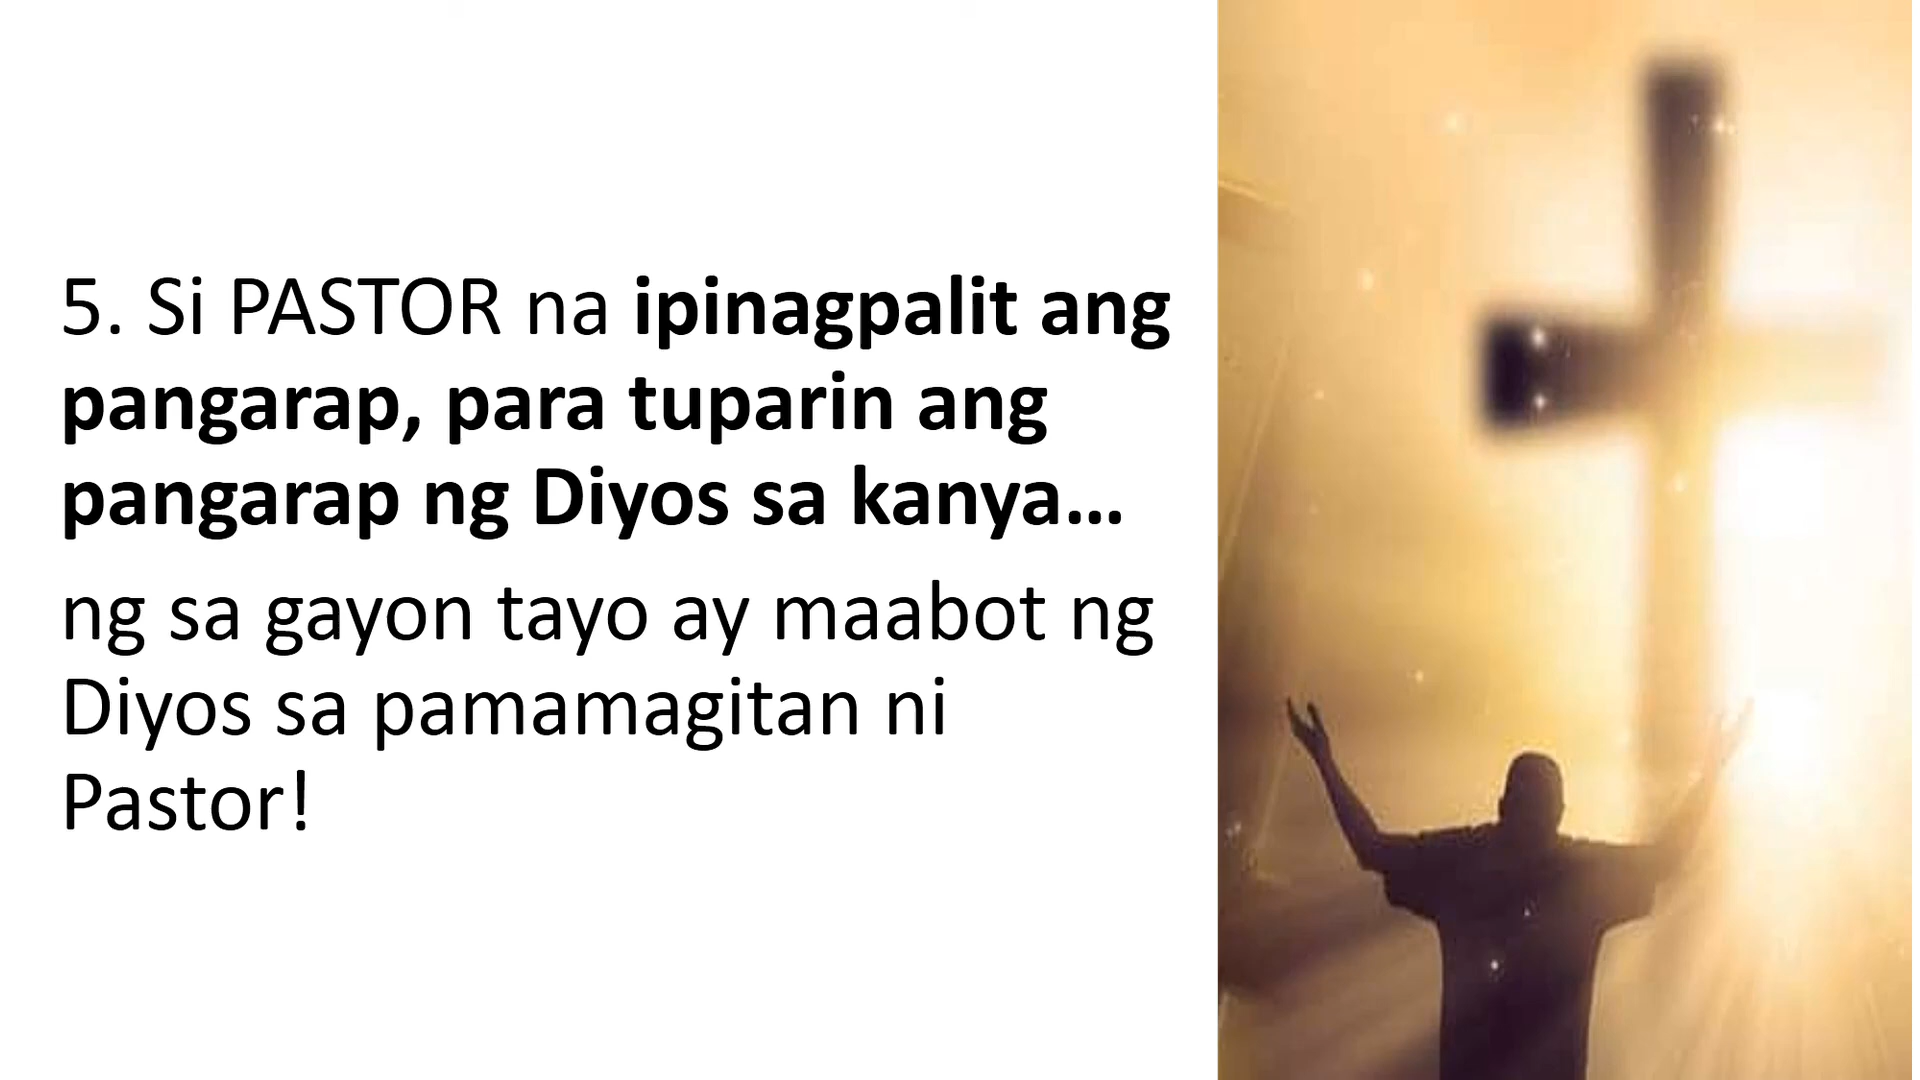 5. Si PASTOR na ipinagpalit ang
pangarap, para tuparin ang
pangarap ng Diyos sa kanya...
ng sa gayon tayo ay maabot ng
Diyos sa pamamagitan ni
Pastor!